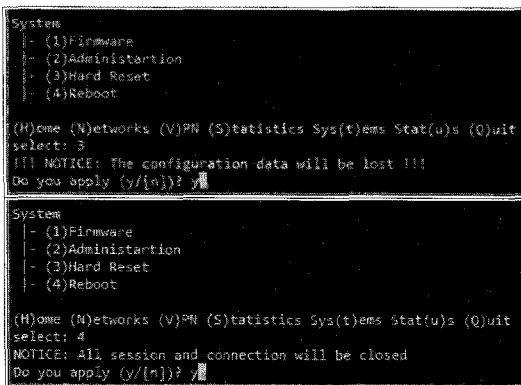 System
|- (1)Firmware
|- (2)Administartion
|- (3)Hard Reset
|- (4)Reboot
(H)ome (N)etworks (V)PN (S)tatistics Sys(t)ems Stat(u)s (Q)uit
select: 3
!!! NOTICE: The configuration data will be lost !!!
Do you apply (y/[n])? y
System
|- (1)Firmware
|- (2)Administartion
|- (3)Hard Reset
|- (4)Reboot
(H)ome (N)etworks (V)PN (S)tatistics Sys(t)ems Stat(u)s (Q)uit
select: 4
NOTICE: All session and connection will be closed
Do you apply (y/[n])? y